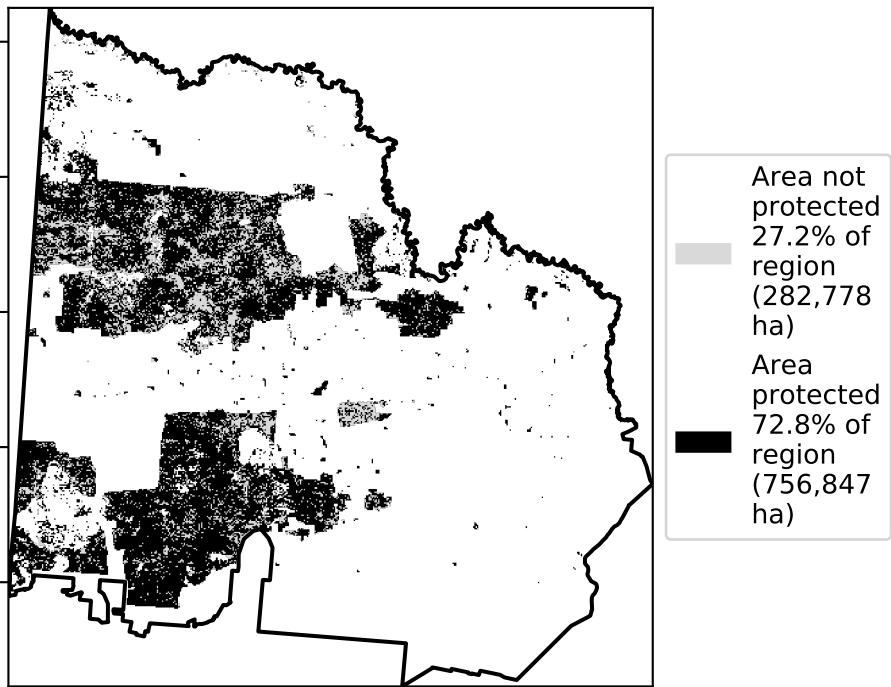 Area not
protected
27.2% of
region
(282,778
ha)
Area
protected
72.8% of
region
(756,847
ha)